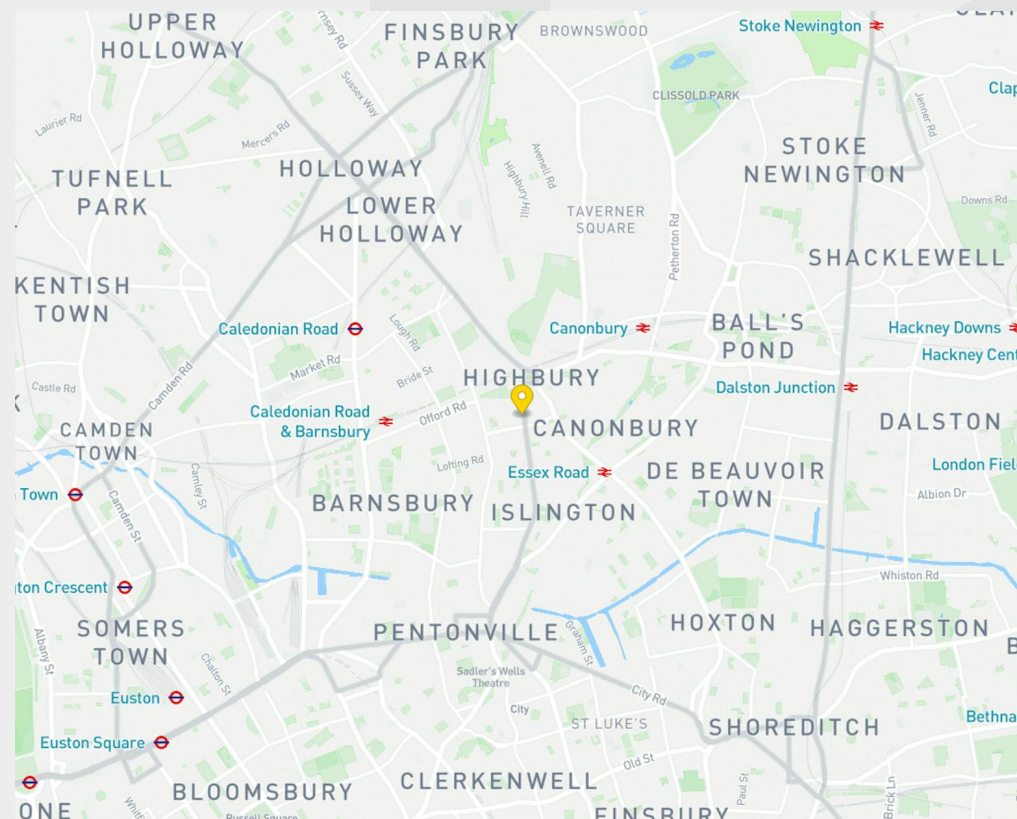 UPPER
HOLLOWAY
FINSBURY
PARK
BROWNSWOOD
Stoke Newington
Sussex Way
CLISSOLD PARK
Clap
Laurier Rd
Mercers Rd
Jenner Rd
Avenell Rd
Highbury Hill
STOKE
NEWINGTON
HOLLOWAY
TUFNELL
PARK
LOWER
HOLLOWAY
TAVERNER
SQUARE
Petherton Rd
Downs Rd
SHACKLEWELL
KENTISH
TOWN
Caledonian Road
Lough Rd
Canonbury
BALL'S
POND
Hackney Downs
Hackney Cent
Market Rd
Bride St
HIGHBURY
Dalston Junction
Castle Rd
Camden Rd
K
Caledonian Road
& Barnsbury
Offord Rd
CANONBURY
DALSTON
CAMDEN
TOWN
Lofting Rd
Essex Road
DE BEAUVOIR
TOWN
London Fiel
Albion Dr
Town
Camley St
Camden St
BARNSBURY
ISLINGTON
gton Crescent
Whiston Rd
SOMERS
TOWN
Albany St
Chalton St
PENTONVILLE
Graham St
HOXTON
HAGGERSTON
B
Sadler's Wells
Theatre
Euston
City
City Rd
ST LUKE'S
SHOREDITCH
Bethna
Euston Square
Old St
Paul St
Brick Ln
BLOOMSBURY
CLERKENWELL
ONE
Russell Square
FINSBURY